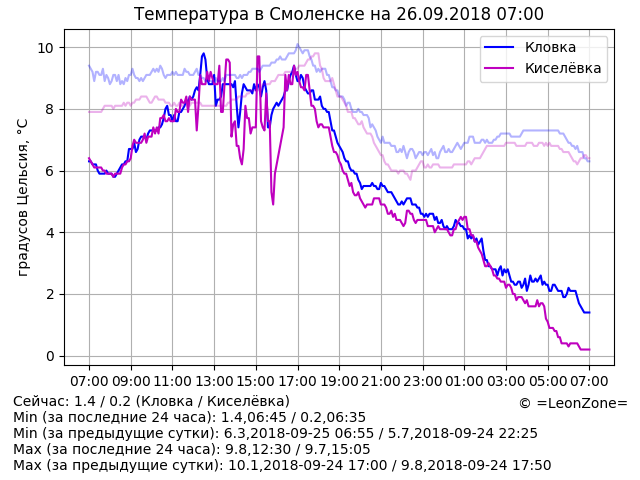 Температура в Смоленске на 26.09.2018 07:00
Кловка
Киселёвка
градусов Цельсия, °C
10
8
6
4
2
0
07:00 09:00 11:00 13:00 15:00 17:00 19:00 21:00 23:00 01:00 03:00 05:00 07:00
Сейчас: 1.4 / 0.2 (Кловка / Киселёвка)
© =LeonZone=
Min (за последние 24 часа): 1.4,06:45 / 0.2,06:35
Min (за предыдущие сутки): 6.3,2018-09-25 06:55 / 5.7,2018-09-24 22:25
Max (за последние 24 часа): 9.8,12:30 / 9.7,15:05
Max (за предыдущие сутки): 10.1,2018-09-24 17:00 / 9.8,2018-09-24 17:50